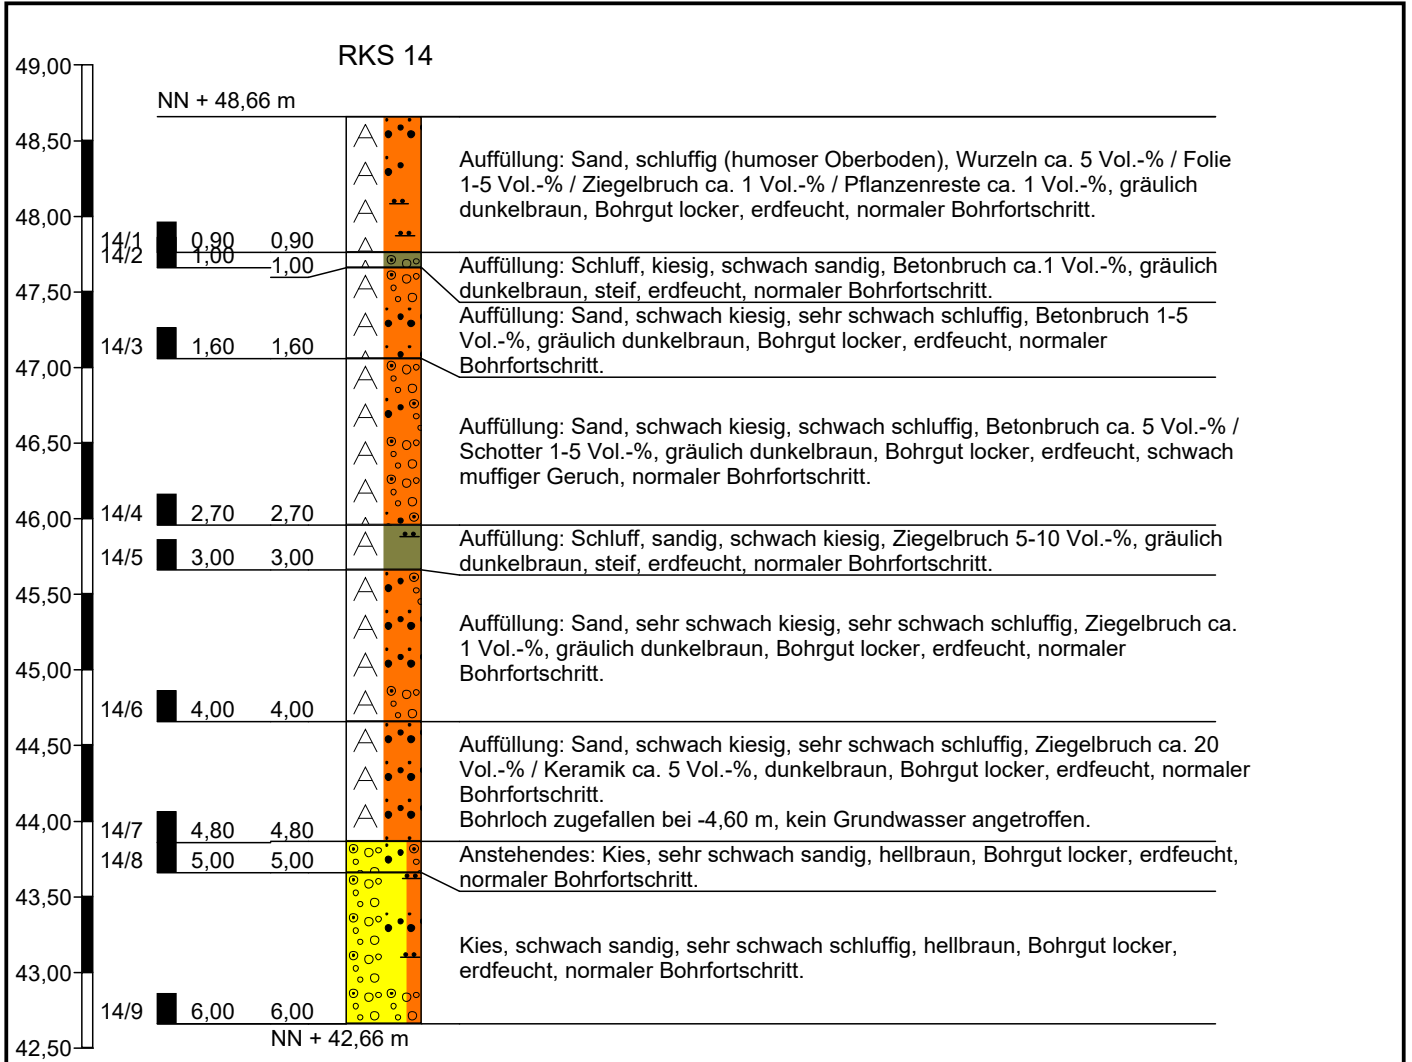 RKS 14
49,00
NN + 48,66 m
48,50
Auffüllung: Sand, schluffig (humoser Oberboden), Wurzeln ca. 5 Vol.-% / Folie
1-5 Vol.-% / Ziegelbruch ca. 1 Vol.-% / Pflanzenreste ca. 1 Vol.-%, gräulich
dunkelbraun, Bohrgut locker, erdfeucht, normaler Bohrfortschritt.
48,00
14/1 0,90 0,90
14/2 1,00 1,00
Auffüllung: Schluff, kiesig, schwach sandig, Betonbruch ca.1 Vol.-%, gräulich
dunkelbraun, steif, erdfeucht, normaler Bohrfortschritt.
47,50
Auffüllung: Sand, schwach kiesig, sehr schwach schluffig, Betonbruch 1-5
Vol.-%, gräulich dunkelbraun, Bohrgut locker, erdfeucht, normaler
Bohrfortschritt.
14/3 1,60 1,60
47,00
Auffüllung: Sand, schwach kiesig, schwach schluffig, Betonbruch ca. 5 Vol.-% /
Schotter 1-5 Vol.-%, gräulich dunkelbraun, Bohrgut locker, erdfeucht, schwach
muffiger Geruch, normaler Bohrfortschritt.
46,50
14/4 2,70 2,70
46,00
Auffüllung: Schluff, sandig, schwach kiesig, Ziegelbruch 5-10 Vol.-%, gräulich
dunkelbraun, steif, erdfeucht, normaler Bohrfortschritt.
14/5 3,00 3,00
45,50
Auffüllung: Sand, sehr schwach kiesig, sehr schwach schluffig, Ziegelbruch ca.
1 Vol.-%, gräulich dunkelbraun, Bohrgut locker, erdfeucht, normaler
Bohrfortschritt.
45,00
14/6 4,00 4,00
44,50
Auffüllung: Sand, schwach kiesig, sehr schwach schluffig, Ziegelbruch ca. 20
Vol.-% / Keramik ca. 5 Vol.-%, dunkelbraun, Bohrgut locker, erdfeucht, normaler
Bohrfortschritt.
Bohrloch zugefallen bei -4,60 m, kein Grundwasser angetroffen.
44,00
14/7 4,80 4,80
14/8 5,00 5,00
Anstehendes: Kies, sehr schwach sandig, hellbraun, Bohrgut locker, erdfeucht,
normaler Bohrfortschritt.
43,50
Kies, schwach sandig, sehr schwach schluffig, hellbraun, Bohrgut locker,
erdfeucht, normaler Bohrfortschritt.
43,00
14/9 6,00 6,00
NN + 42,66 m
42,50